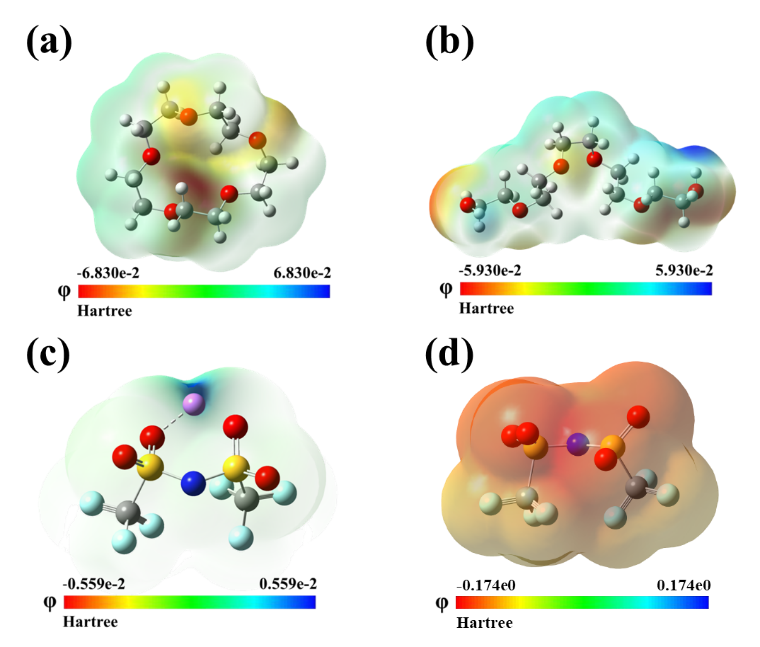 (a)
(b)
-6.830e-2 6.830e-2
φ
Hartree
-5.930e-2 5.930e-2
φ
Hartree
(c)
(d)
-0.559e-2 0.559e-2
φ
Hartree
-0.174e0 0.174e0
φ
Hartree